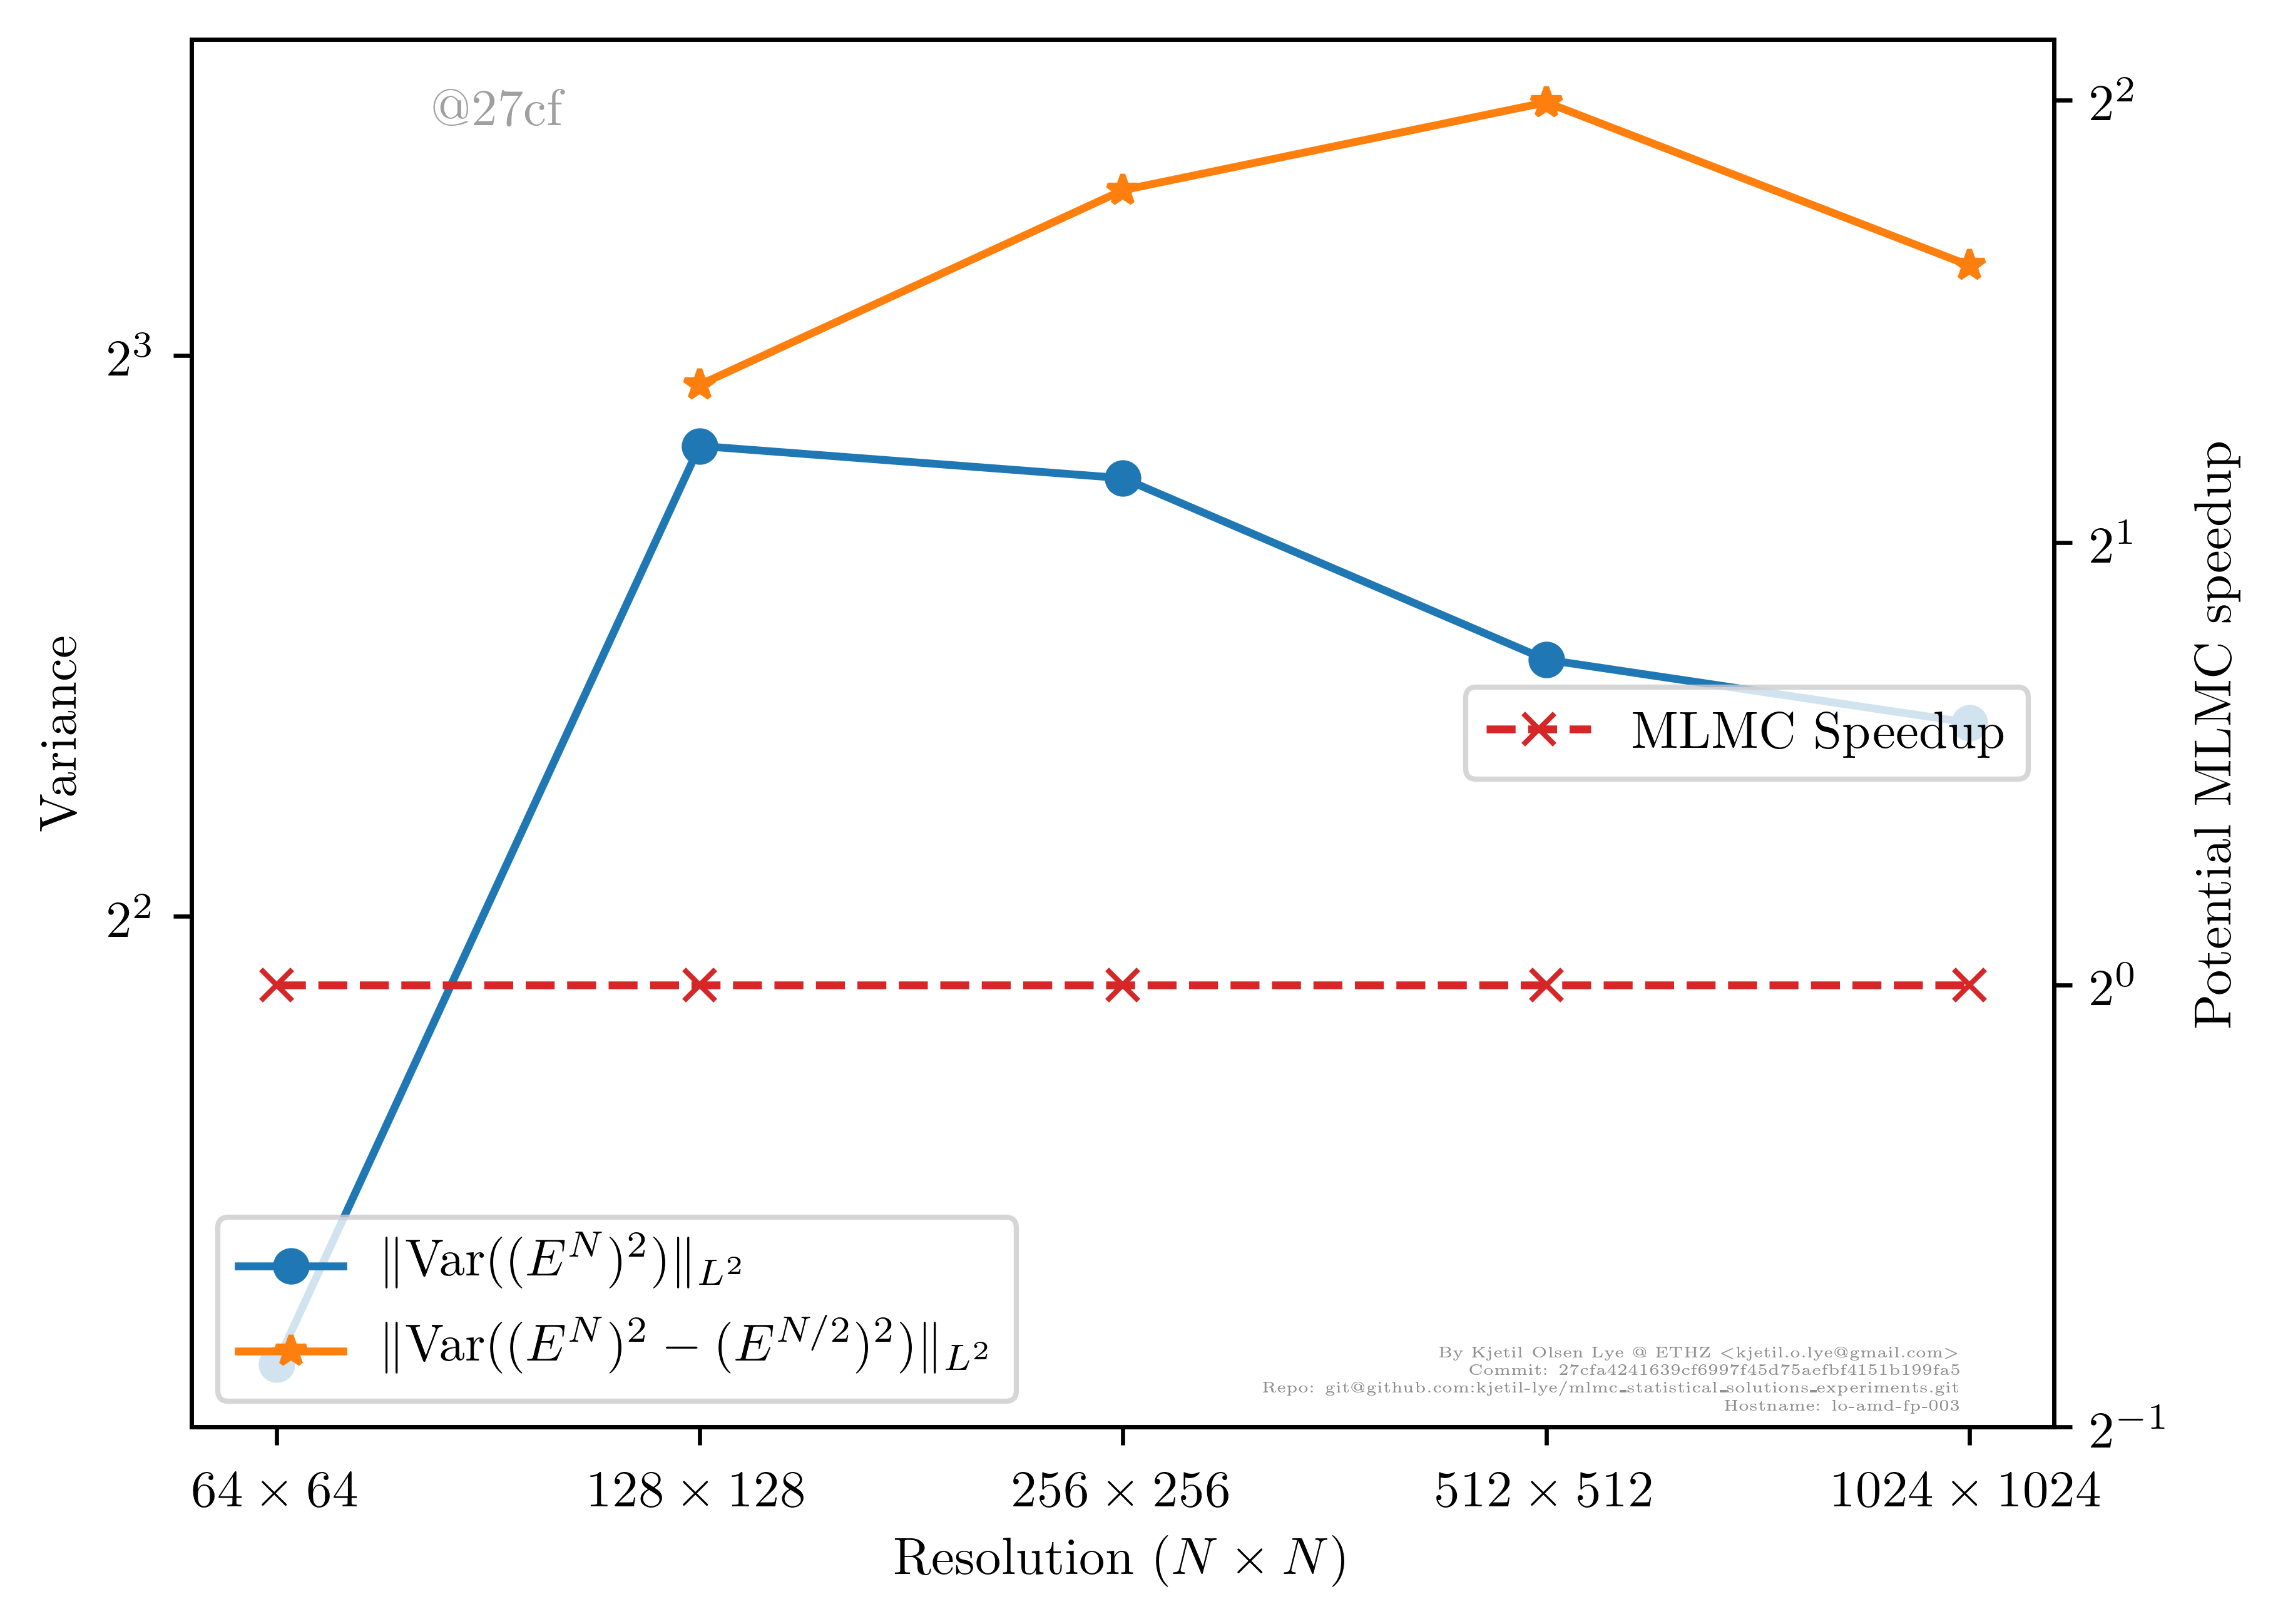 @27cf
2^3
2^2
Variance
2^2
2^1
2^0
2^{-1}
Potential MLMC speedup
MLMC Speedup
‖Var((E^N)^2)‖_{L^2}
‖Var((E^N)^2 − (E^{N/2})^2)‖_{L^2}
By Kjetil Olsen Lye @ ETHZ <kjetil.o.lye@gmail.com>
Commit: 27cfa4241639cf6997f45d75aefbf4151b199fa5
Repo: git@github.com:kjetil-lye/mlmc_statistical_solutions_experiments.git
Hostname: lo-amd-fp-003
64 × 64 128 × 128 256 × 256 512 × 512 1024 × 1024
Resolution (N × N)